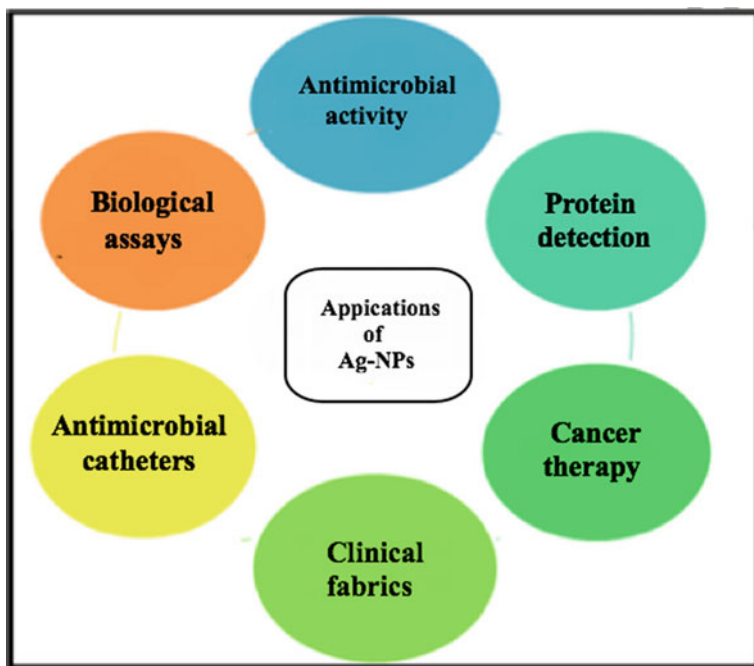 Antimicrobial
activity
Protein
detection
Cancer
therapy
Clinical
fabrics
Antimicrobial
catheters
Biological
assays
Appications
of
Ag-NPs